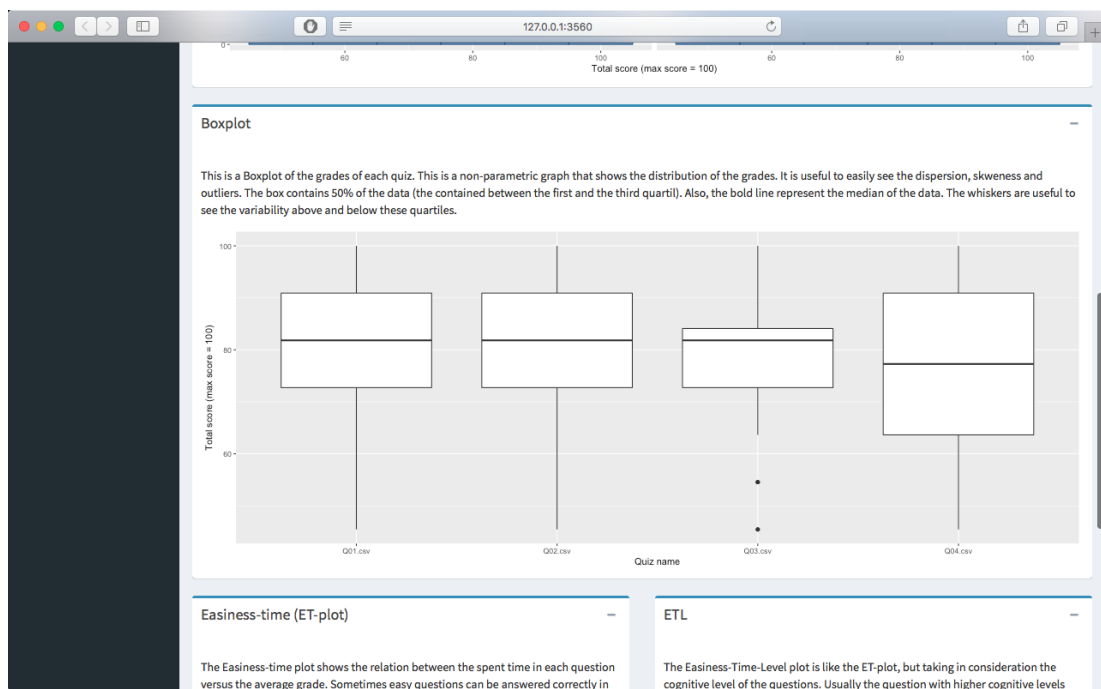 127.0.0.1:3560
0
60 80 100 60 80 100
Total score (max score = 100)
Boxplot
This is a Boxplot of the grades of each quiz. This is a non-parametric graph that shows the distribution of the grades. It is useful to easily see the dispersion, skweness and
outliers. The box contains 50% of the data (the contained between the first and the third quartil). Also, the bold line represent the median of the data. The whiskers are useful to
see the variability above and below these quartiles.
100
80
60
Total score (max score = 100)
Q01.csv Q02.csv Q03.csv Q04.csv
Quiz name
Easiness-time (ET-plot)
The Easiness-time plot shows the relation between the spent time in each question
versus the average grade. Sometimes easy questions can be answered correctly in
ETL
The Easiness-Time-Level plot is like the ET-plot, but taking in consideration the
cognitive level of the questions. Usually the question with higher cognitive levels